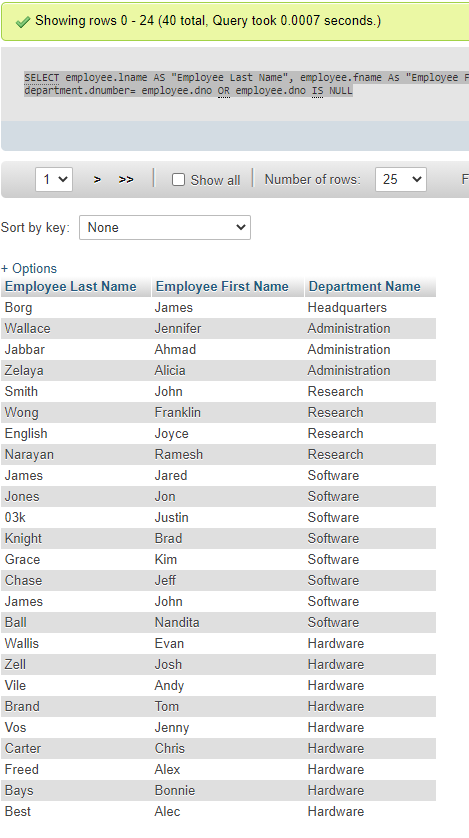 Showing rows 0 - 24 (40 total, Query took 0.0007 seconds.)
SELECT employee.lname AS "Employee Last Name", employee.fname As "Employee F
department.dnumber= employee.dno OR employee.dno IS NULL
1 > >> Show all Number of rows: 25 F
Sort by key: None
+ Options
Employee Last Name Employee First Name Department Name
Borg James Headquarters
Wallace Jennifer Administration
Jabbar Ahmad Administration
Zelaya Alicia Administration
Smith John Research
Wong Franklin Research
English Joyce Research
Narayan Ramesh Research
James Jared Software
Jones Jon Software
03k Justin Software
Knight Brad Software
Grace Kim Software
Chase Jeff Software
James John Software
Ball Nandita Software
Wallis Evan Hardware
Zell Josh Hardware
Vile Andy Hardware
Brand Tom Hardware
Vos Jenny Hardware
Carter Chris Hardware
Freed Alex Hardware
Bays Bonnie Hardware
Best Alec Hardware